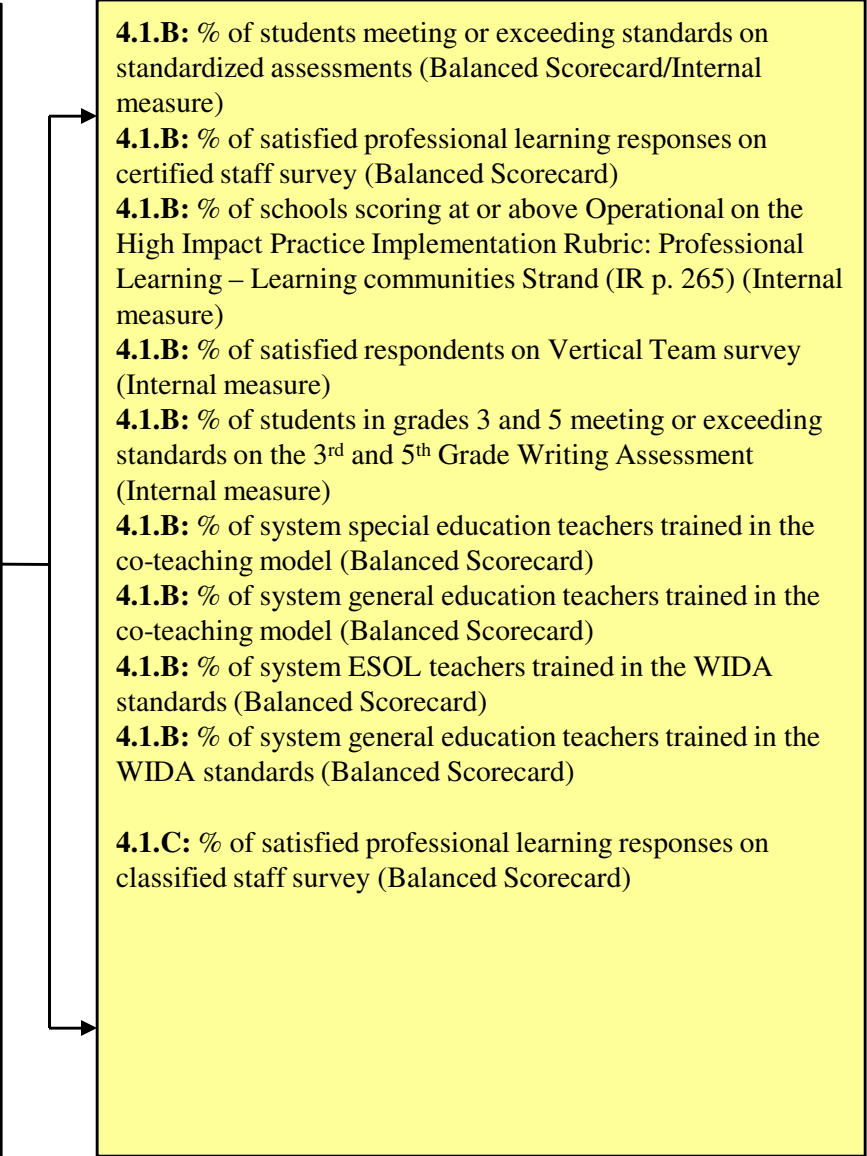 4.1.B: % of students meeting or exceeding standards on
standardized assessments (Balanced Scorecard/Internal
measure)
4.1.B: % of satisfied professional learning responses on
certified staff survey (Balanced Scorecard)
4.1.B: % of schools scoring at or above Operational on the
High Impact Practice Implementation Rubric: Professional
Learning – Learning communities Strand (IR p. 265) (Internal
measure)
4.1.B: % of satisfied respondents on Vertical Team survey
(Internal measure)
4.1.B: % of students in grades 3 and 5 meeting or exceeding
standards on the 3rd and 5th Grade Writing Assessment
(Internal measure)
4.1.B: % of system special education teachers trained in the
co-teaching model (Balanced Scorecard)
4.1.B: % of system general education teachers trained in the
co-teaching model (Balanced Scorecard)
4.1.B: % of system ESOL teachers trained in the WIDA
standards (Balanced Scorecard)
4.1.B: % of system general education teachers trained in the
WIDA standards (Balanced Scorecard)
4.1.C: % of satisfied professional learning responses on
classified staff survey (Balanced Scorecard)